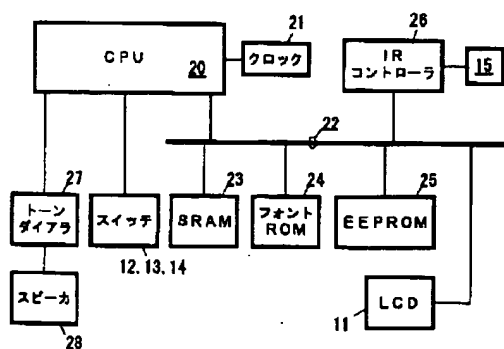 26
21
CPU
20
クロック
IR
コントローラ
15
22
27
23
24
25
トーン
ダイアラ
スイッチ
SRAM
フォント
ROM
EEPROM
12, 13, 14
スピーカ
28
11
LCD